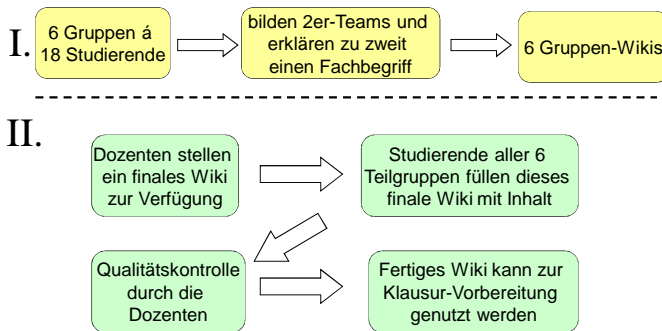 I.
6 Gruppen á
18 Studierende
bilden 2er-Teams und
erklären zu zweit
einen Fachbegriff
6 Gruppen-Wikis
II.
Dozenten stellen
ein finales Wiki
zur Verfügung
Studierende aller 6
Teilgruppen füllen dieses
finale Wiki mit Inhalt
Qualitätskontrolle
durch die
Dozenten
Fertiges Wiki kann zur
Klausur-Vorbereitung
genutzt werden